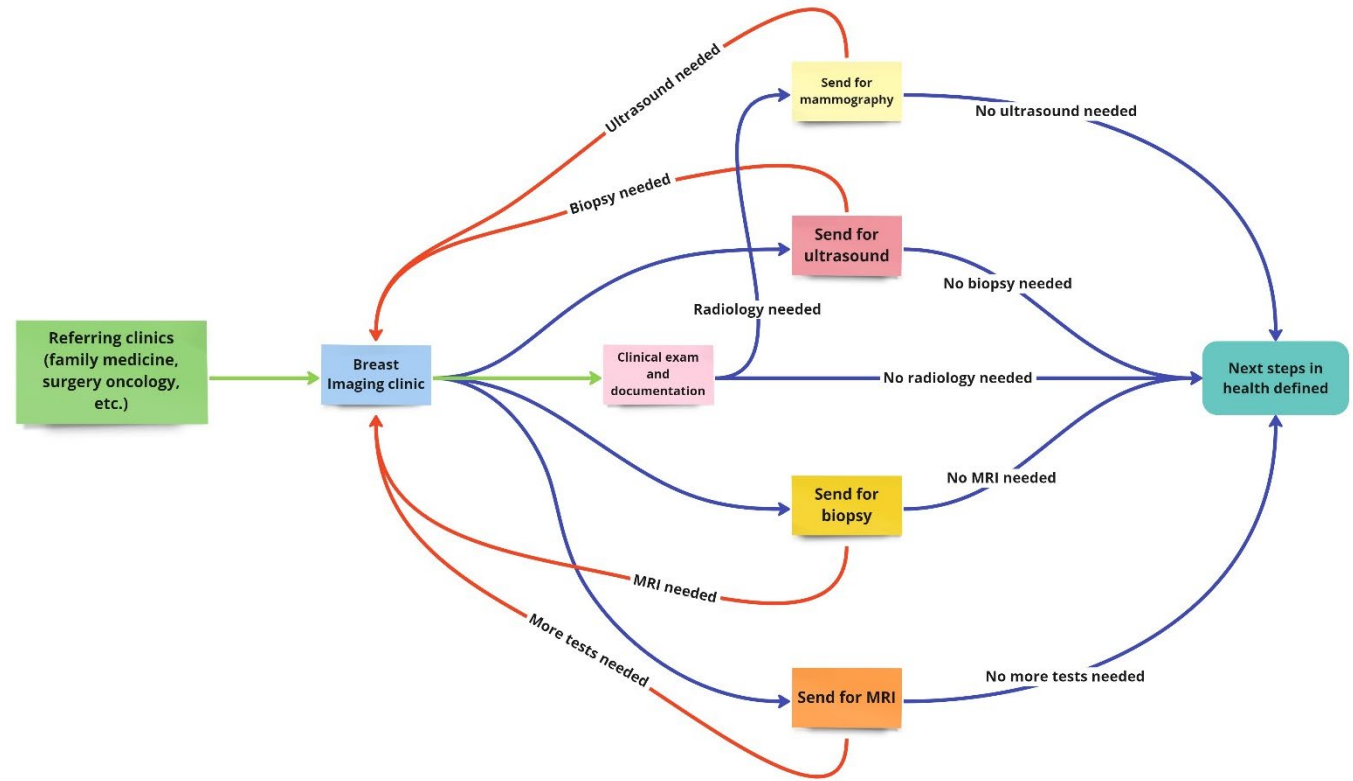 Ultrasound needed
Send for
mammography
No ultrasound needed
Biopsy needed
Send for
ultrasound
No biopsy needed
Radiology needed
Referring clinics
(family medicine,
surgery oncology,
etc.)
Breast
Imaging clinic
Clinical exam
and
documentation
No radiology needed
Next steps in
health defined
Send for
biopsy
No MRI needed
MRI needed
More tests needed
Send for MRI
No more tests needed